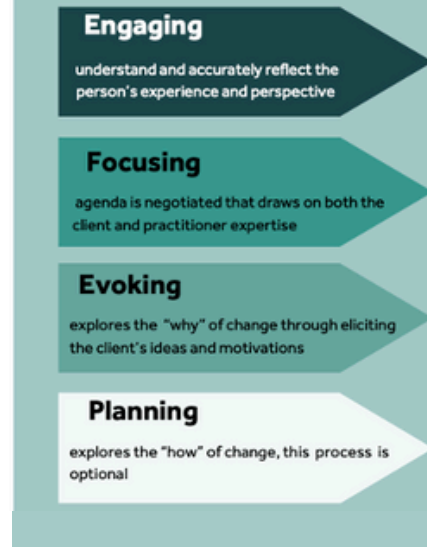 Engaging
understand and accurately reflect the
person's experience and perspective
Focusing
agenda is negotiated that draws on both the
client and practitioner expertise
Evoking
explores the "why" of change through eliciting
the client's ideas and motivations
Planning
explores the "how" of change, this process is
optional